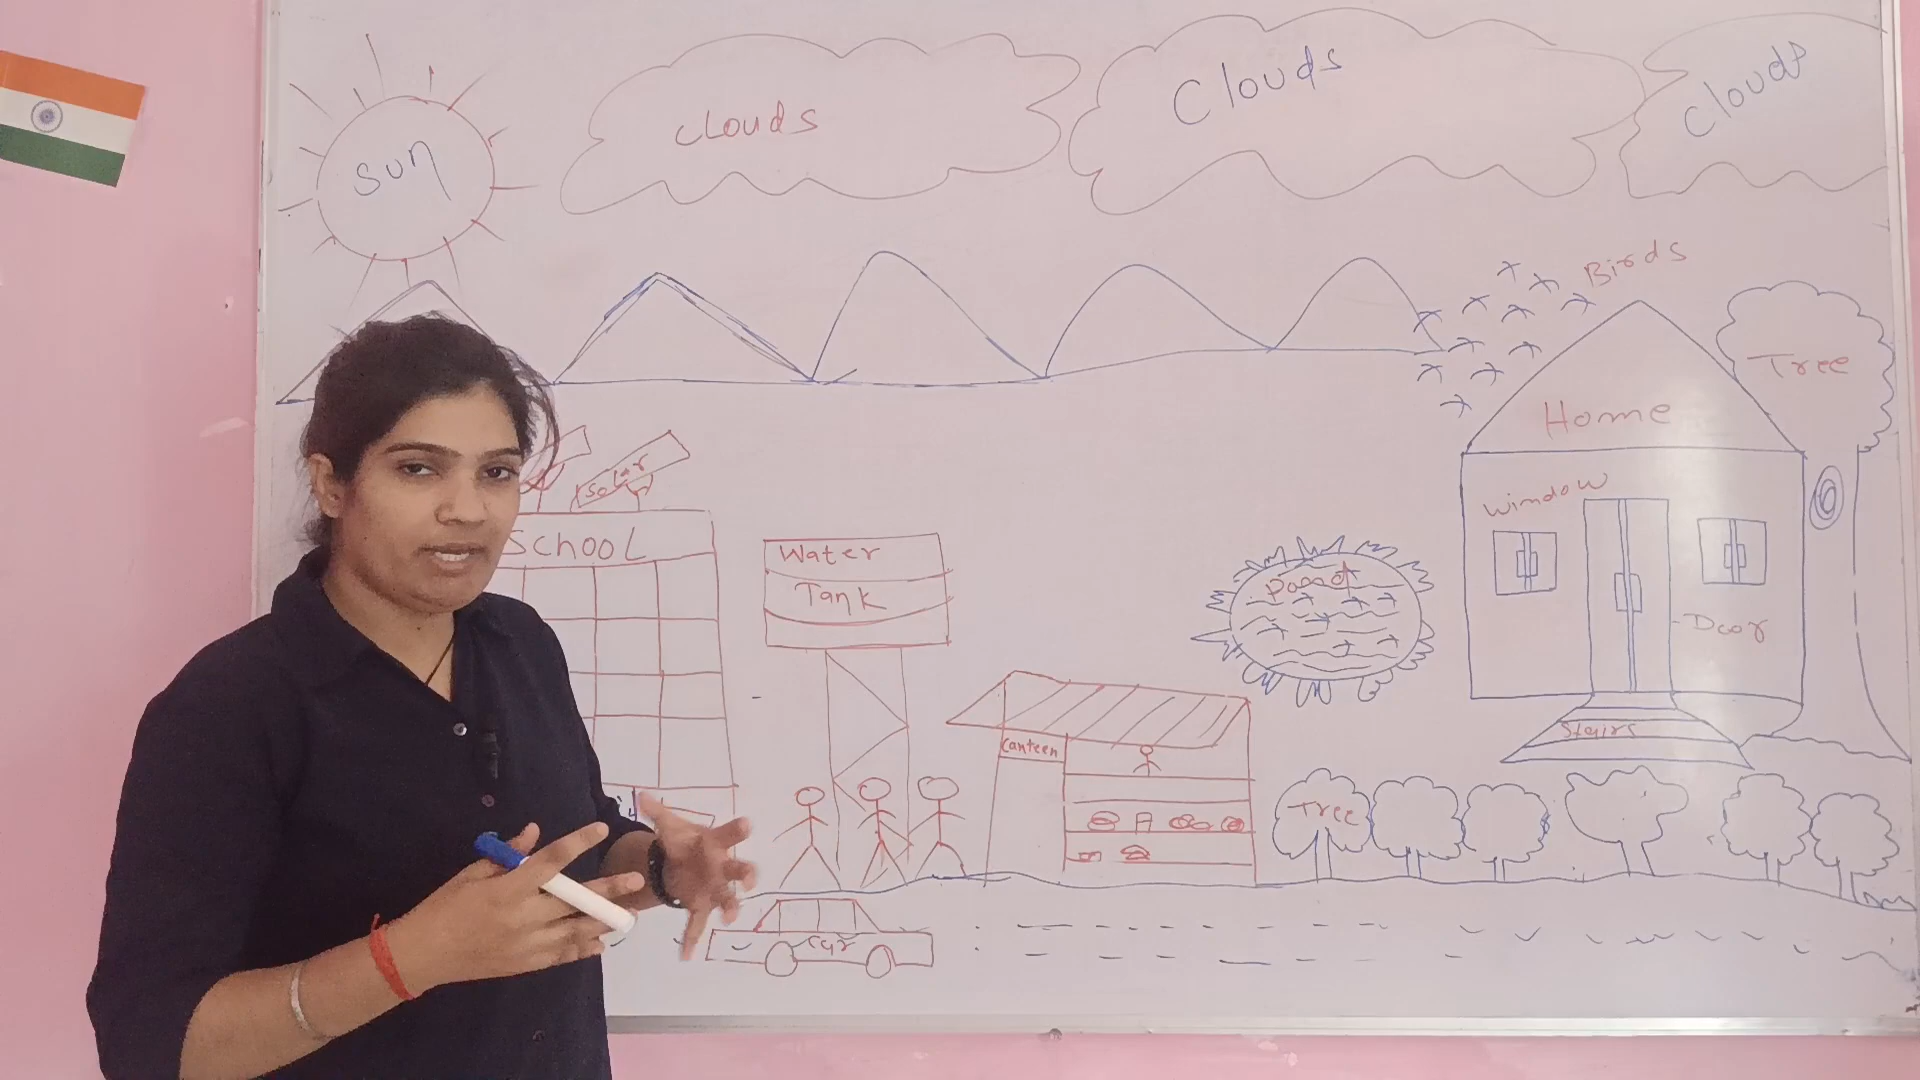 Sun
Clouds
Clouds
Clouds
Birds
Tree
Home
Window
Door
Stairs
Solar
School
Water
Tank
Pond
Canteen
Tree
Car